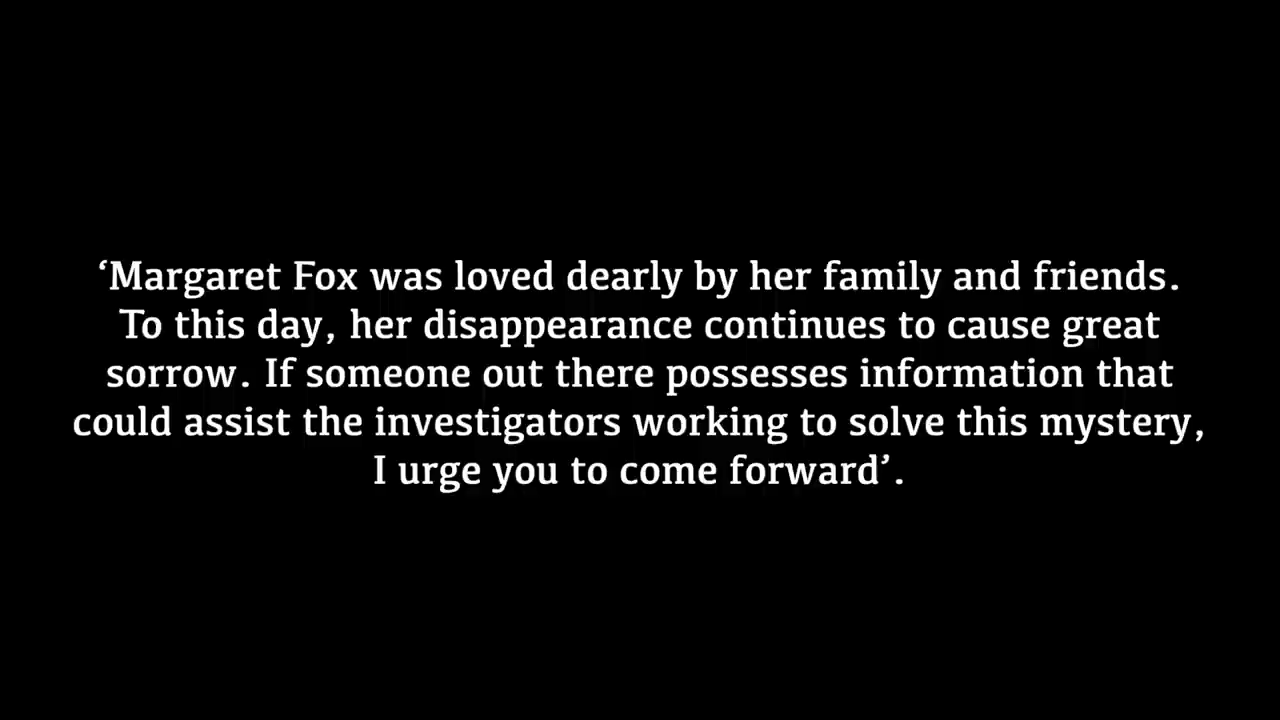 ‘Margaret Fox was loved dearly by her family and friends.
To this day, her disappearance continues to cause great
sorrow. If someone out there possesses information that
could assist the investigators working to solve this mystery,
I urge you to come forward’.